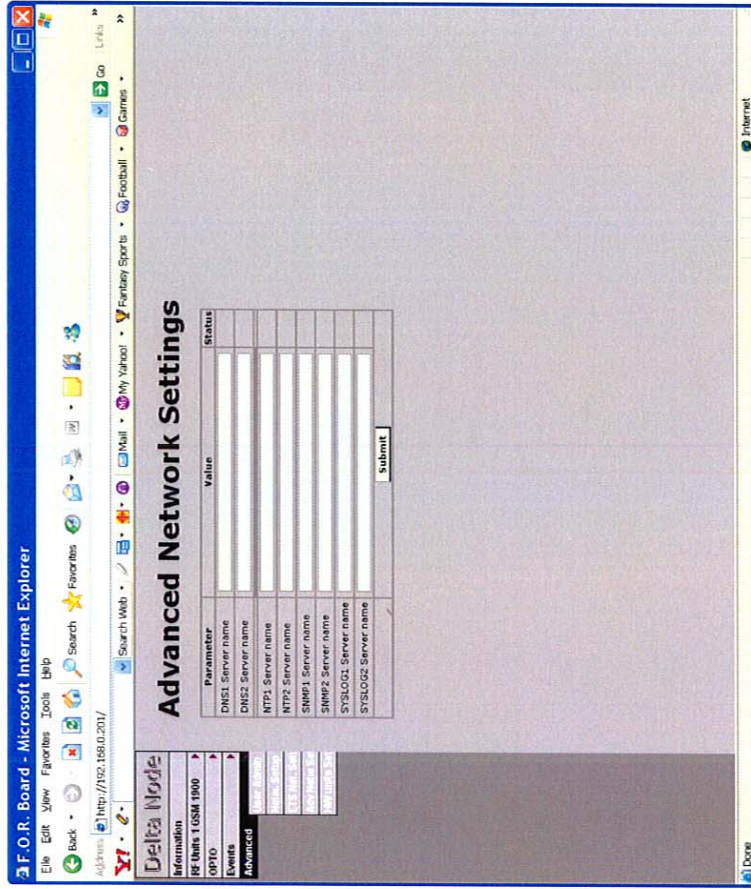 F.O.R. Board - Microsoft Internet Explorer
File Edit View Favorites Tools Help
Back Search Favorites
Address http://192.168.0.201/ Go Links
Y! Search Web Mail My Yahoo! Fantasy Sports Football Games
Delta Node
Information
RF Units 1 GSM 1900
OPTO
Events
Advanced
User Admin
Advanced Network Settings
Parameter Value Status
DNS1 Server name
DNS2 Server name
NTP1 Server name
NTP2 Server name
SNMP1 Server name
SNMP2 Server name
SYSLOG1 Server name
SYSLOG2 Server name
Submit
Done Internet